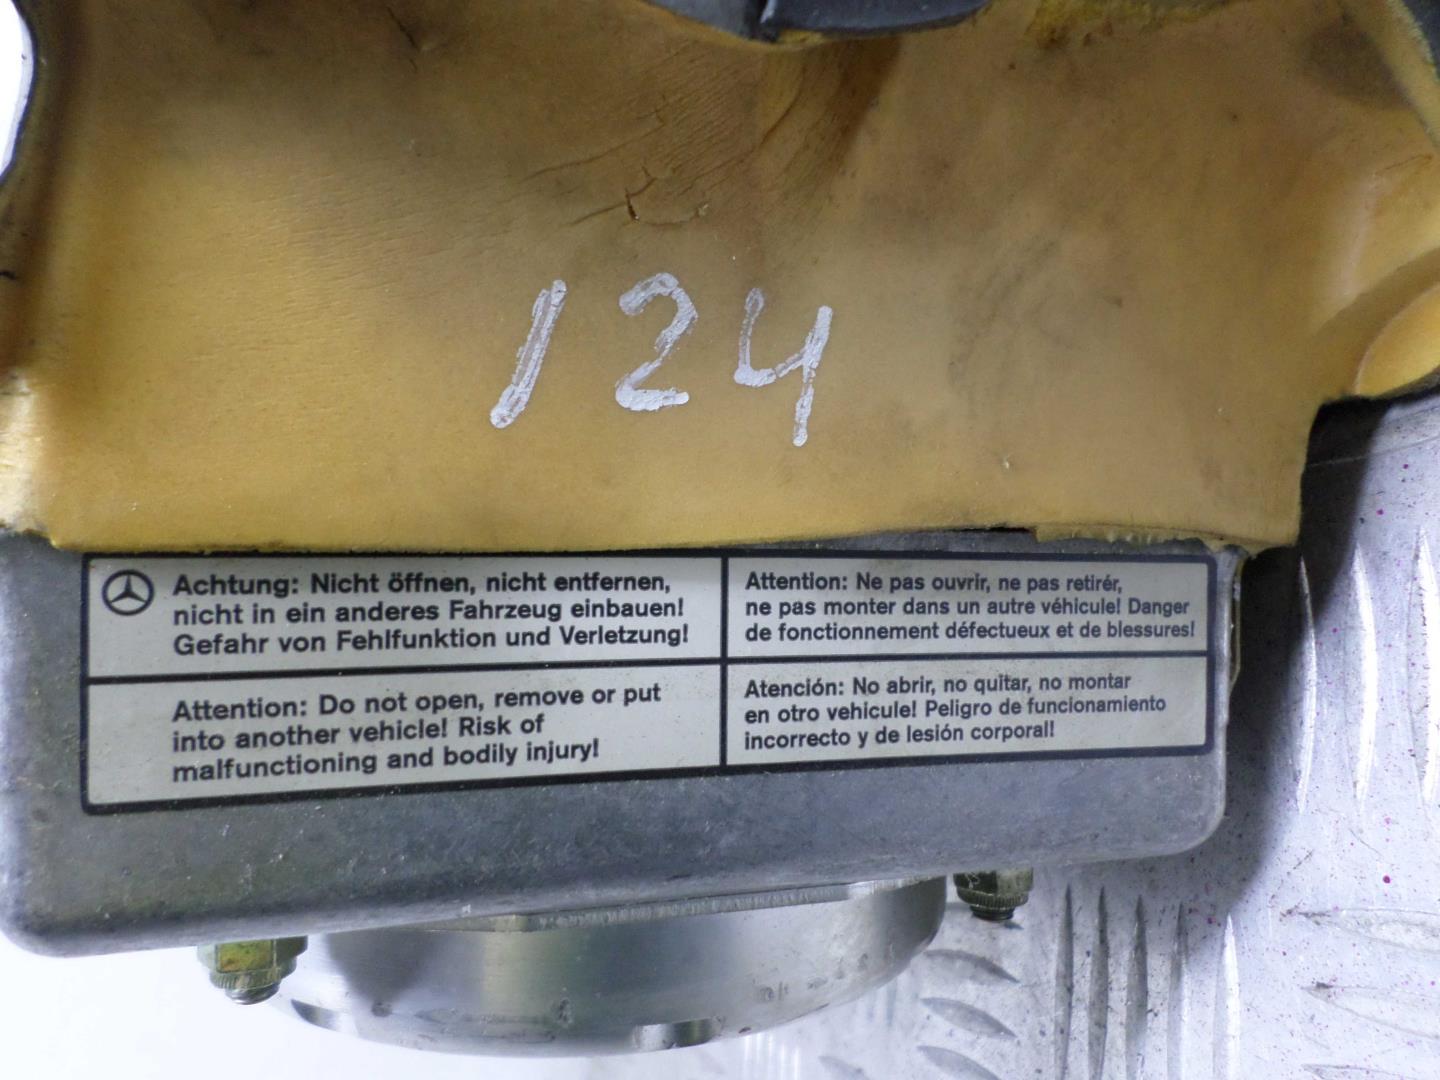 124
Achtung: Nicht öffnen, nicht entfernen,
nicht in ein anderes Fahrzeug einbauen!
Gefahr von Fehlfunktion und Verletzung!
Attention: Ne pas ouvrir, ne pas retirér,
ne pas monter dans un autre véhicule! Danger
de fonctionnement défectueux et de blessures!
Attention: Do not open, remove or put
into another vehicle! Risk of
malfunctioning and bodily injury!
Atención: No abrir, no quitar, no montar
en otro vehicule! Peligro de funcionamiento
incorrecto y de lesión corporal!